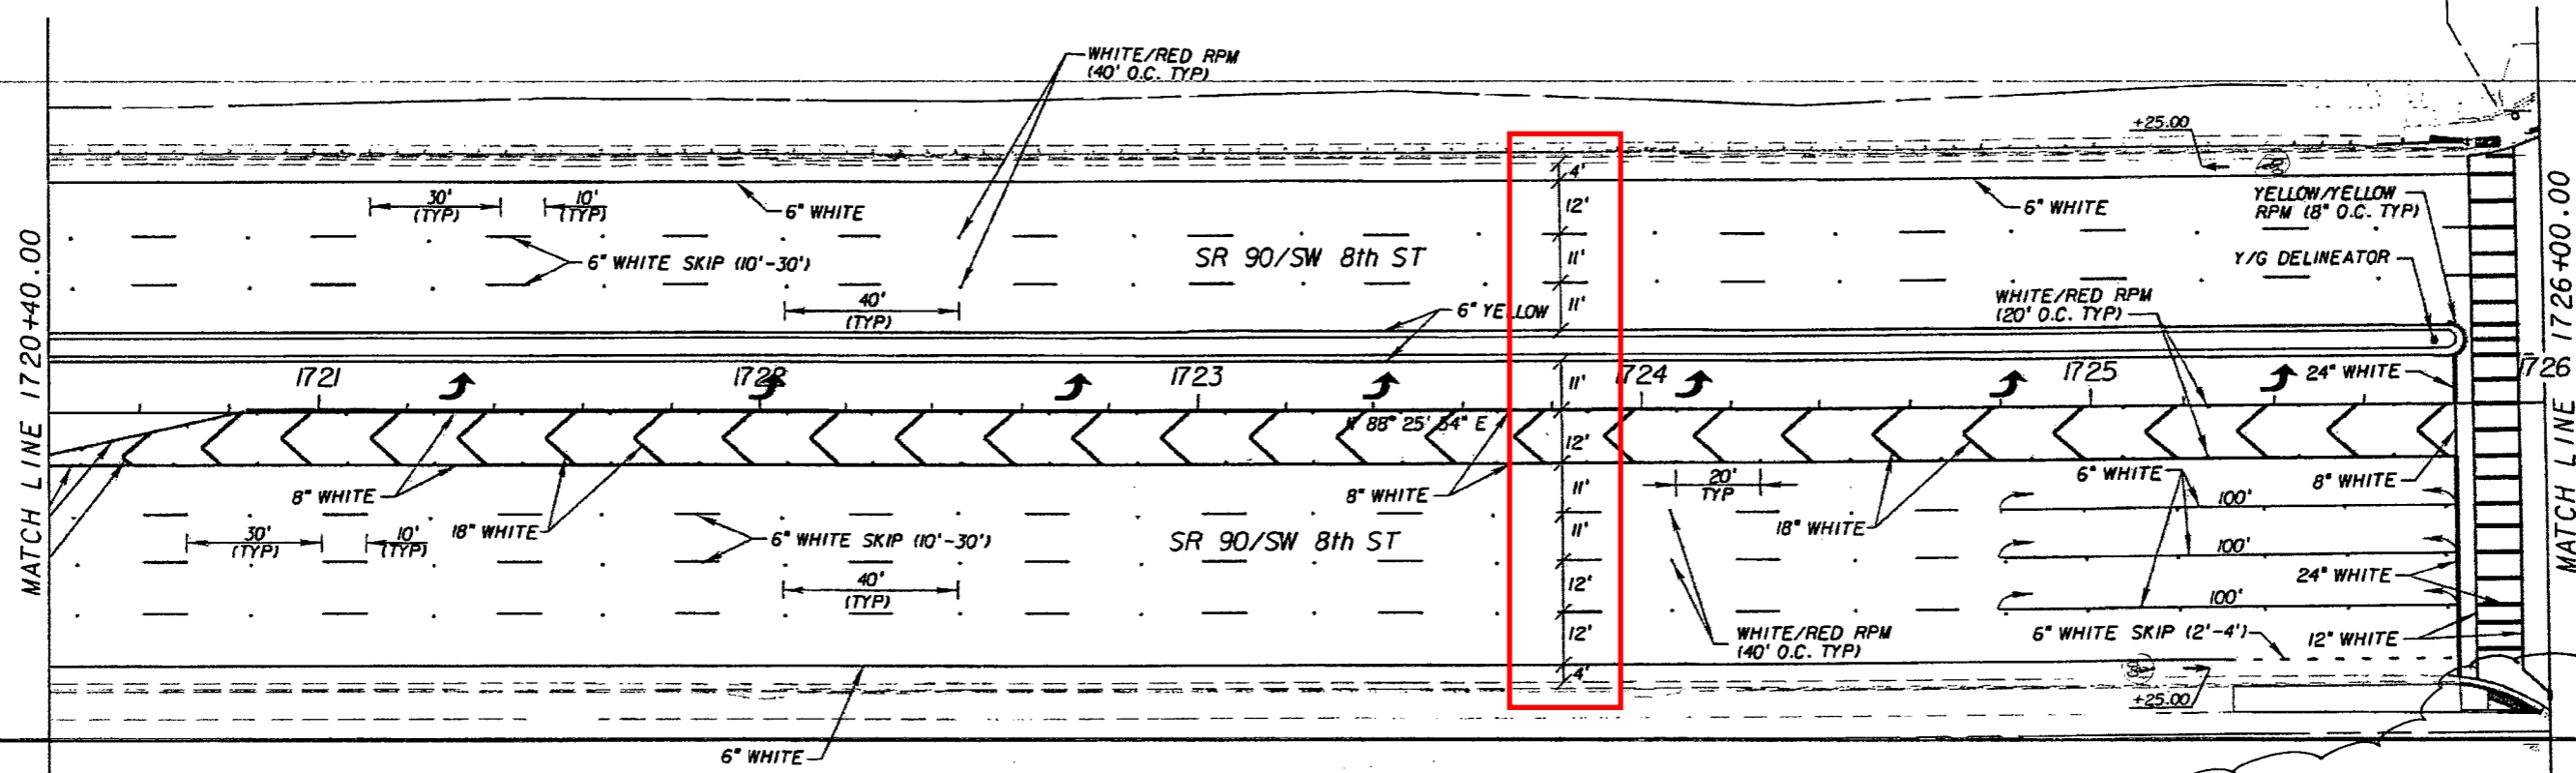 WHITE/RED RPM
(40' O.C. TYP)
+25.00
4'
30'
(TYP)
10'
(TYP)
6" WHITE
12'
6" WHITE
YELLOW/YELLOW
RPM (8" O.C. TYP)
6" WHITE SKIP (10'-30')
SR 90/SW 8th ST
11'
Y/G DELINEATOR
40'
(TYP)
6" YELLOW
11'
WHITE/RED RPM
(20' O.C. TYP)
MATCH LINE 1720+40.00
MATCH LINE 1726+00.00
1721
1722
1723
11'
1724
1725
24" WHITE
1726
88° 25' 54" E
12'
8" WHITE
18" WHITE
8" WHITE
11'
20'
TYP
6" WHITE
8" WHITE
100'
18" WHITE
30'
(TYP)
10'
(TYP)
6" WHITE SKIP (10'-30')
SR 90/SW 8th ST
11'
100'
40'
(TYP)
12'
24" WHITE
100'
12'
WHITE/RED RPM
(40' O.C. TYP)
6" WHITE SKIP (2'-4')
12" WHITE
4'
+25.00
6" WHITE